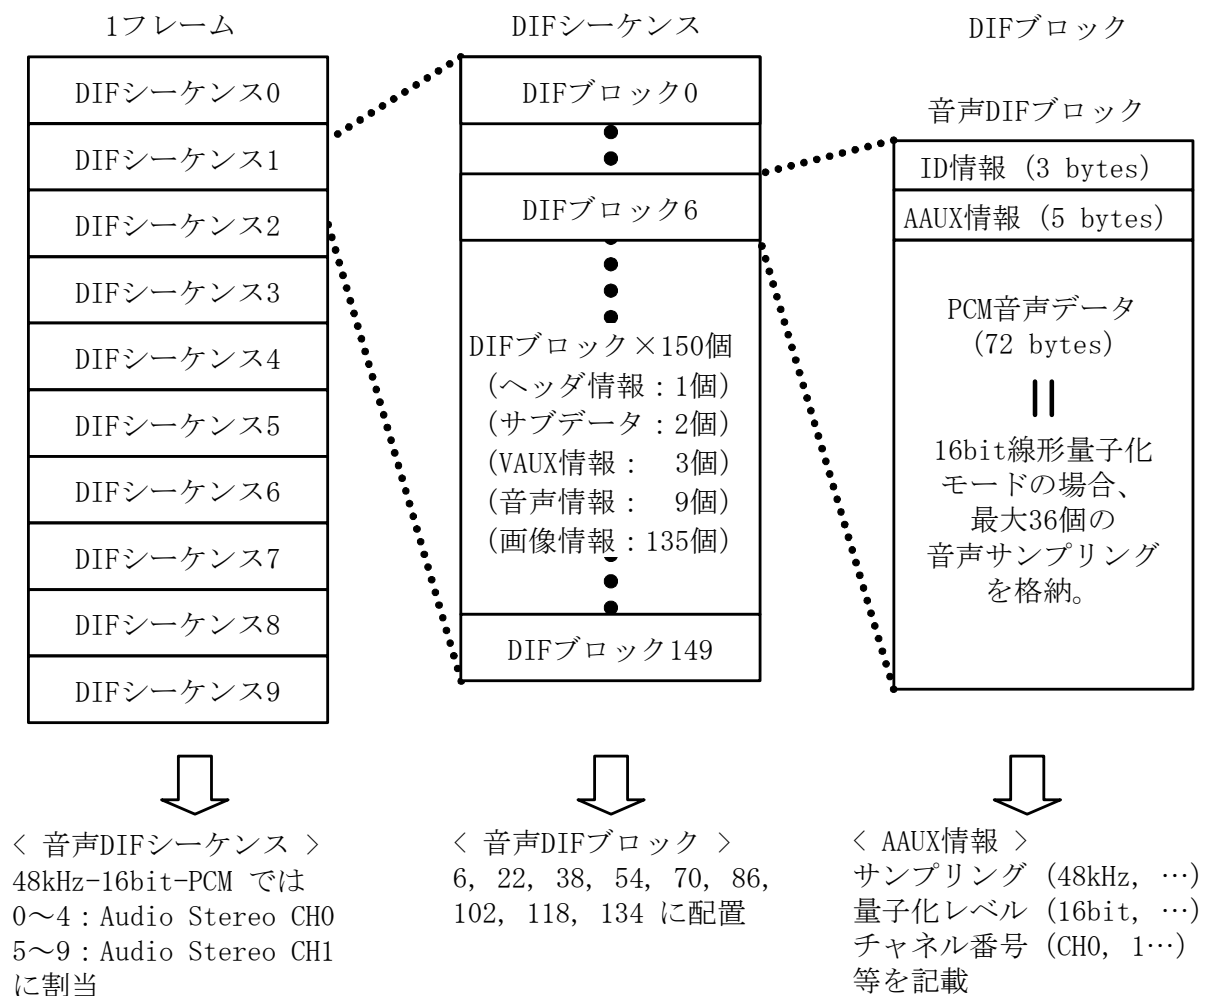 1フレーム
DIFシーケンス0
DIFシーケンス1
DIFシーケンス2
DIFシーケンス3
DIFシーケンス4
DIFシーケンス5
DIFシーケンス6
DIFシーケンス7
DIFシーケンス8
DIFシーケンス9
< 音声DIFシーケンス >
48kHz-16bit-PCM では
0～4：Audio Stereo CH0
5～9：Audio Stereo CH1
に割当
DIFシーケンス
DIFブロック0
DIFブロック6
DIFブロック×150個
(ヘッダ情報：1個)
(サブデータ：2個)
(VAUX情報： 3個)
(音声情報： 9個)
(画像情報：135個)
DIFブロック149
< 音声DIFブロック >
6, 22, 38, 54, 70, 86,
102, 118, 134 に配置
DIFブロック
音声DIFブロック
ID情報 (3 bytes)
AAUX情報 (5 bytes)
PCM音声データ
(72 bytes)
16bit線形量子化
モードの場合、
最大36個の
音声サンプリング
を格納。
< AAUX情報 >
サンプリング (48kHz, …)
量子化レベル (16bit, …)
チャネル番号 (CH0, 1…)
等を記載